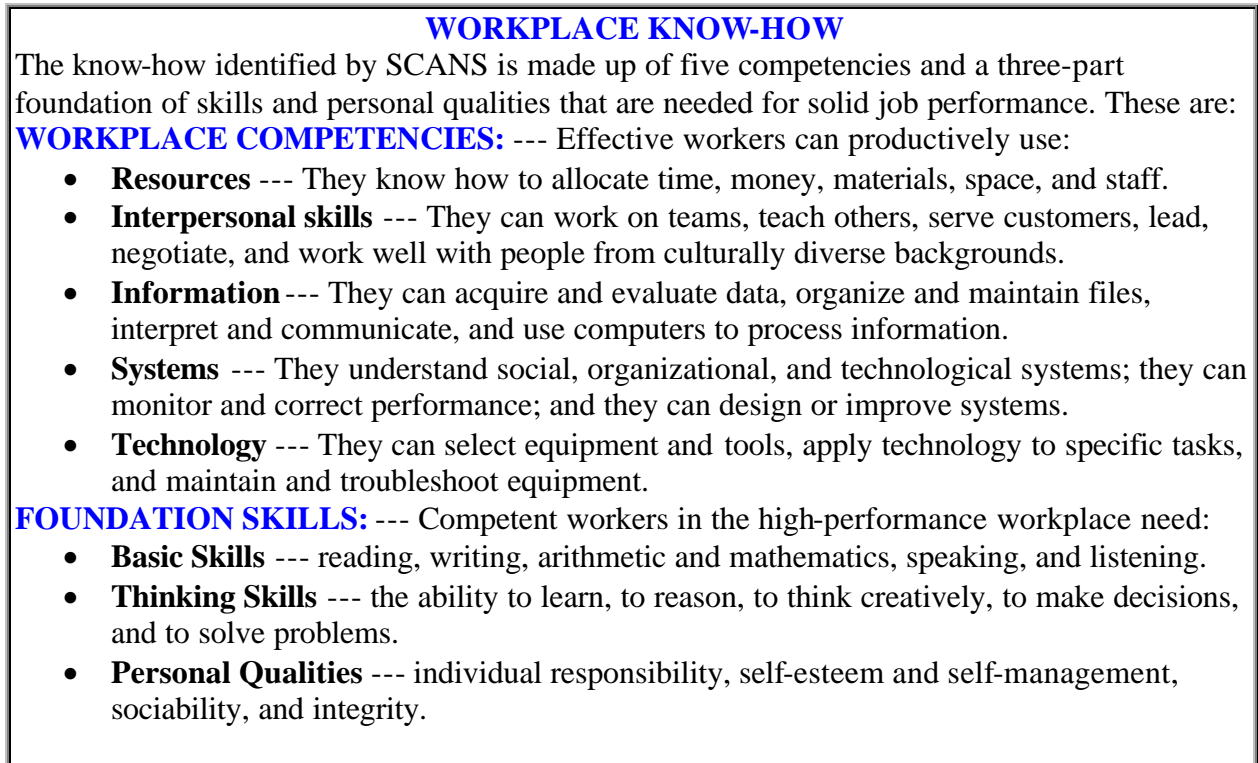 WORKPLACE KNOW-HOW
The know-how identified by SCANS is made up of five competencies and a three-part
foundation of skills and personal qualities that are needed for solid job performance. These are:
WORKPLACE COMPETENCIES: --- Effective workers can productively use:
• Resources --- They know how to allocate time, money, materials, space, and staff.
• Interpersonal skills --- They can work on teams, teach others, serve customers, lead,
negotiate, and work well with people from culturally diverse backgrounds.
• Information --- They can acquire and evaluate data, organize and maintain files,
interpret and communicate, and use computers to process information.
• Systems --- They understand social, organizational, and technological systems; they can
monitor and correct performance; and they can design or improve systems.
• Technology --- They can select equipment and tools, apply technology to specific tasks,
and maintain and troubleshoot equipment.
FOUNDATION SKILLS: --- Competent workers in the high-performance workplace need:
• Basic Skills --- reading, writing, arithmetic and mathematics, speaking, and listening.
• Thinking Skills --- the ability to learn, to reason, to think creatively, to make decisions,
and to solve problems.
• Personal Qualities --- individual responsibility, self-esteem and self-management,
sociability, and integrity.